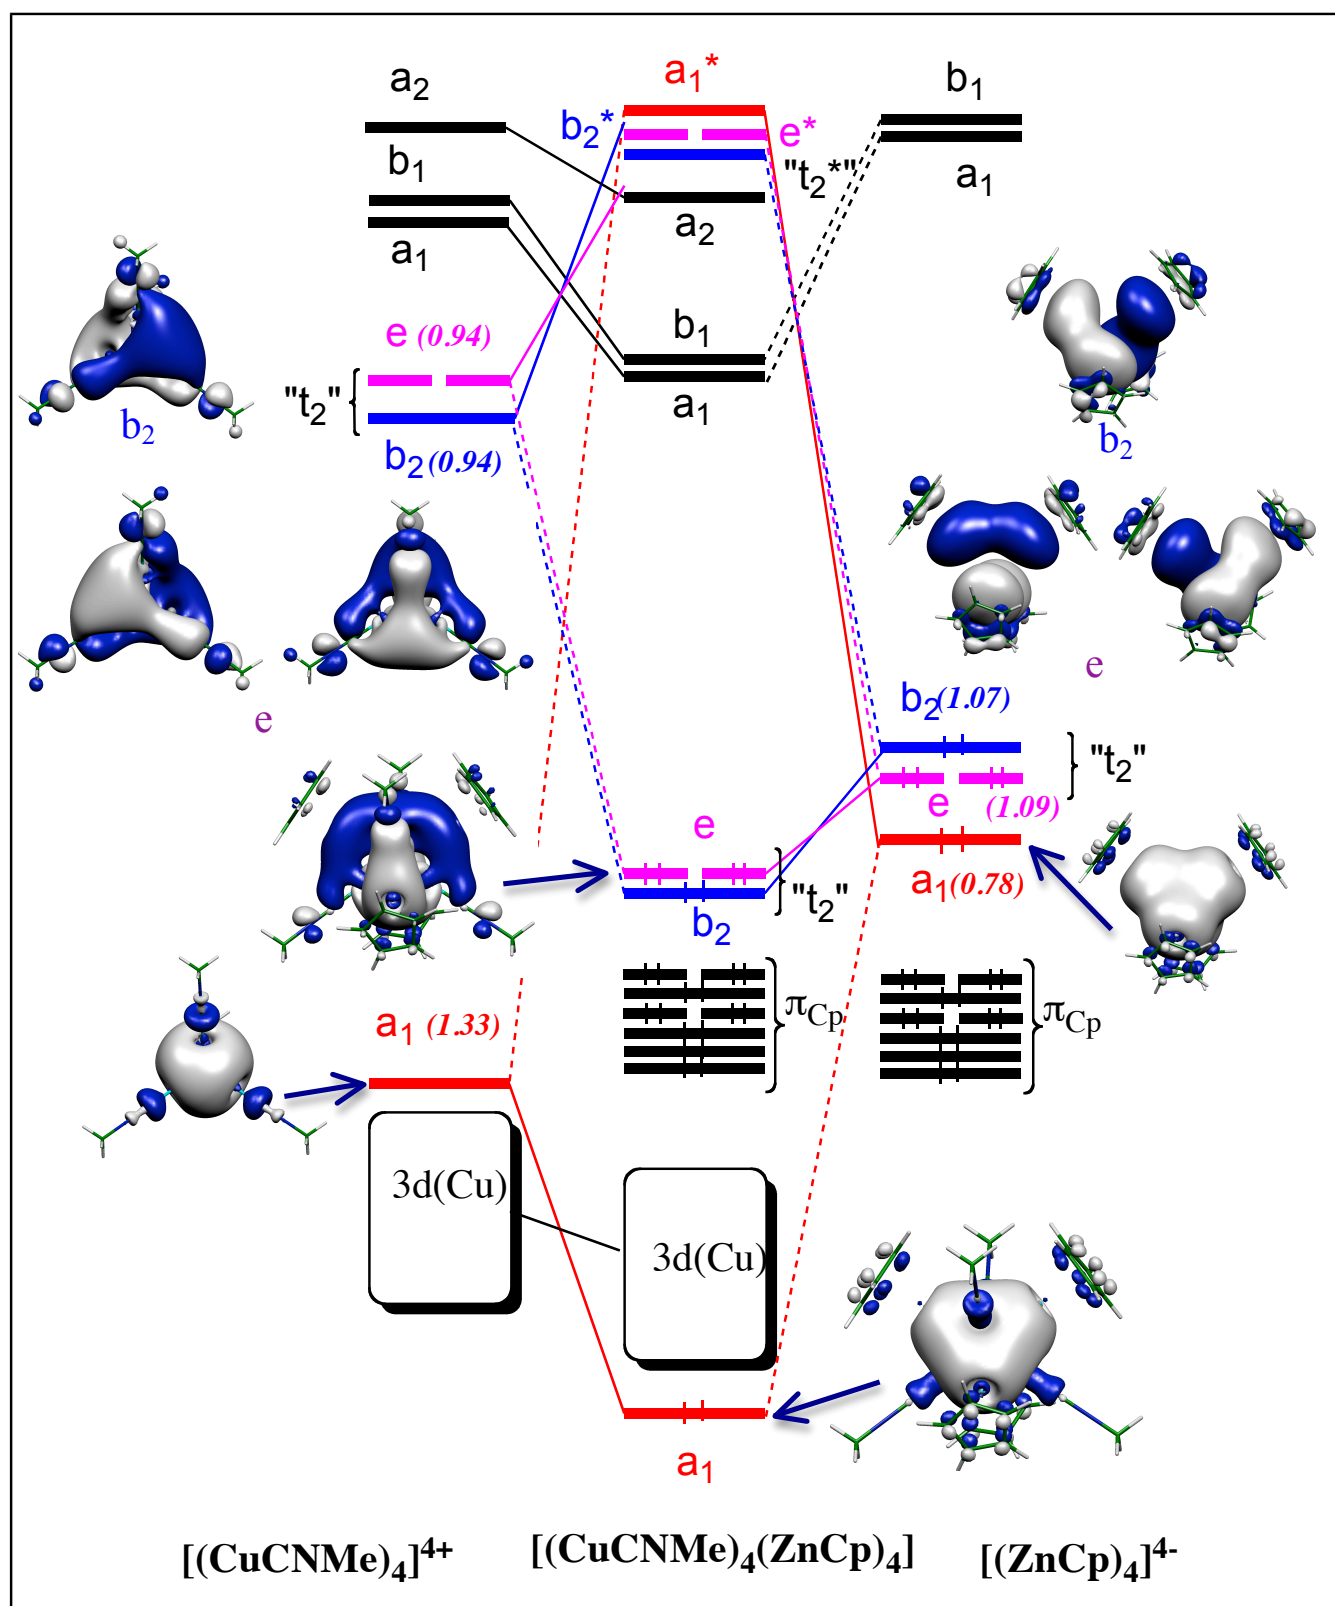 a₁*
a₂
b₁
b₂*
e*
"t₂*"
b₁
a₁
a₂
a₁
e (0.94)
b₁
"t₂"
a₁
b₂
b₂
b₂ (0.94)
e
e
b₂(1.07)
"t₂"
e (1.09)
e
a₁(0.78)
"t₂"
b₂
a₁ (1.33)
πCp
πCp
3d(Cu)
3d(Cu)
a₁
[(CuCNMe)₄]⁴⁺ [(CuCNMe)₄(ZnCp)₄] [(ZnCp)₄]⁴⁻